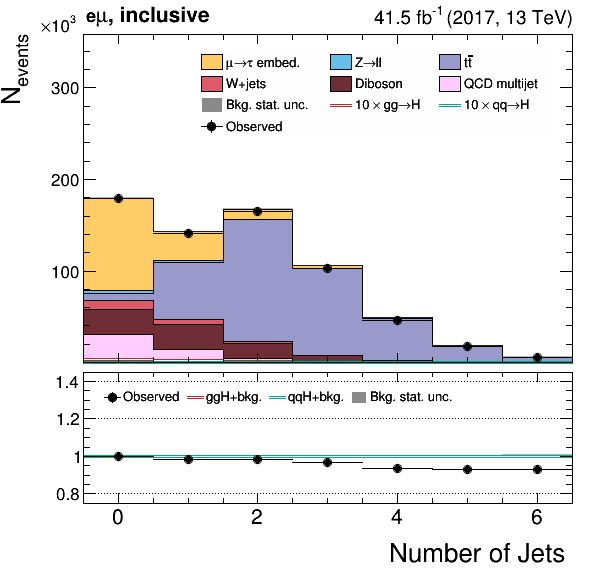 ×10³ eμ, inclusive 41.5 fb⁻¹ (2017, 13 TeV)
N_events
μ→τ embed. Z→ll tt̄
W+jets Diboson QCD multijet
Bkg. stat. unc. 10 × gg→H 10 × qq→H
Observed
300
200
100
1.4
Observed ggH+bkg. qqH+bkg. Bkg. stat. unc.
1.2
1
0.8
0 2 4 6
Number of Jets